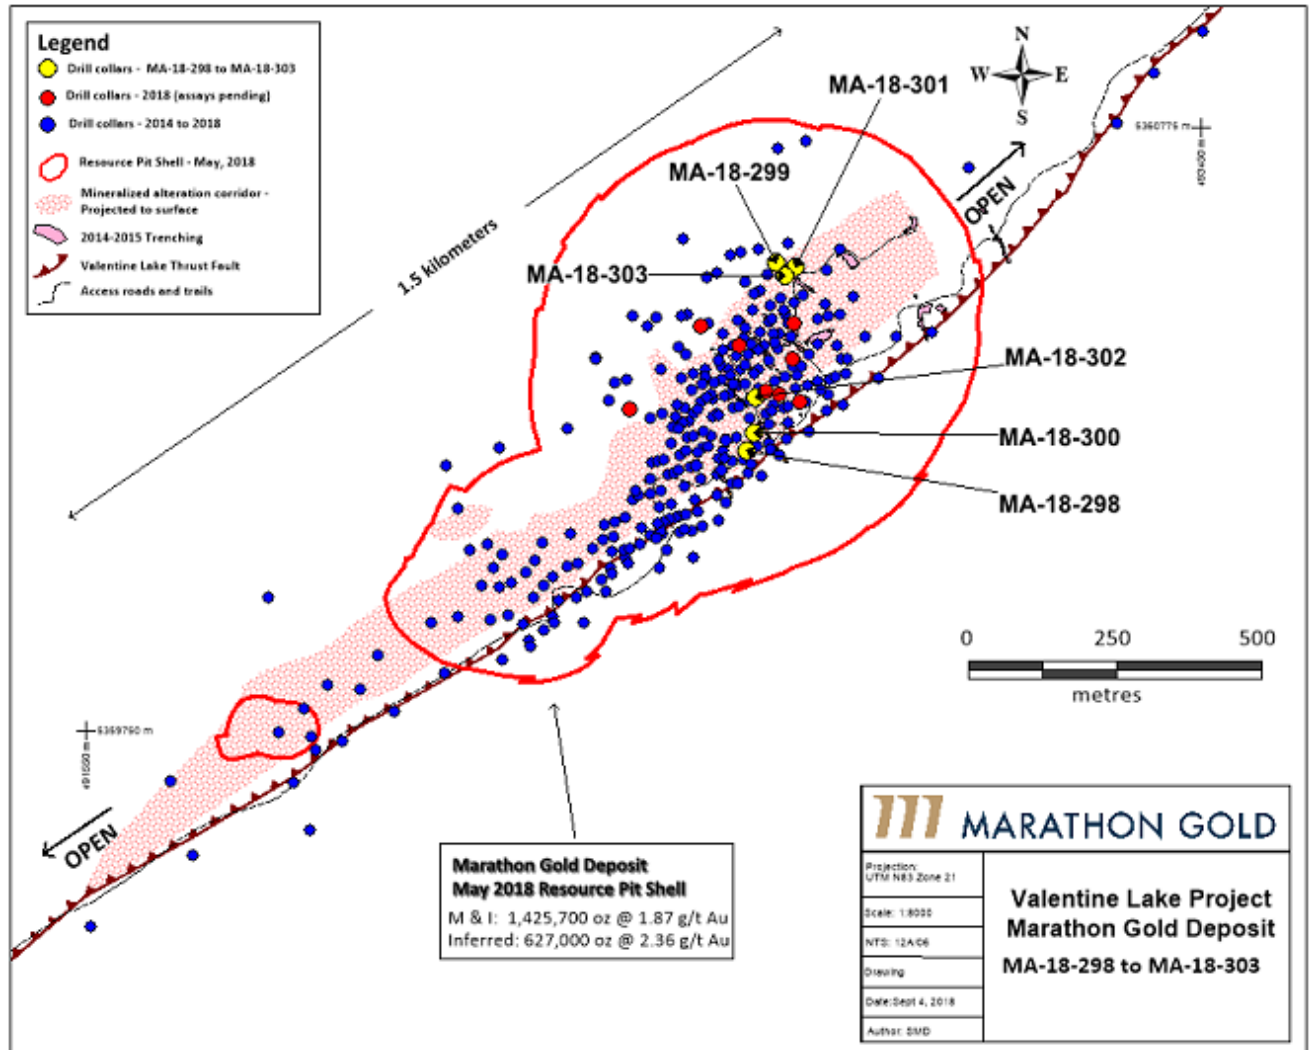 Legend
Drill collars - MA-18-298 to MA-18-303
Drill collars - 2018 (assays pending)
Drill collars - 2014 to 2018
Resource Pit Shell - May, 2018
Mineralized alteration corridor -
Projected to surface
2014-2015 Trenching
Valentine Lake Thrust Fault
Access roads and trails
1.5 kilometers
N
W
E
S
MA-18-301
MA-18-299
MA-18-303
OPEN
MA-18-302
MA-18-300
MA-18-298
0
250
500
metres
OPEN
Marathon Gold Deposit
May 2018 Resource Pit Shell
M & I: 1,425,700 oz @ 1.87 g/t Au
Inferred: 627,000 oz @ 2.36 g/t Au
MARATHON GOLD
Projection:
UTM N83 Zone 21
Scale: 1:8000
NTS: 12A/06
Drawing
Date:Sept 4, 2018
Author: SMD
Valentine Lake Project
Marathon Gold Deposit
MA-18-298 to MA-18-303